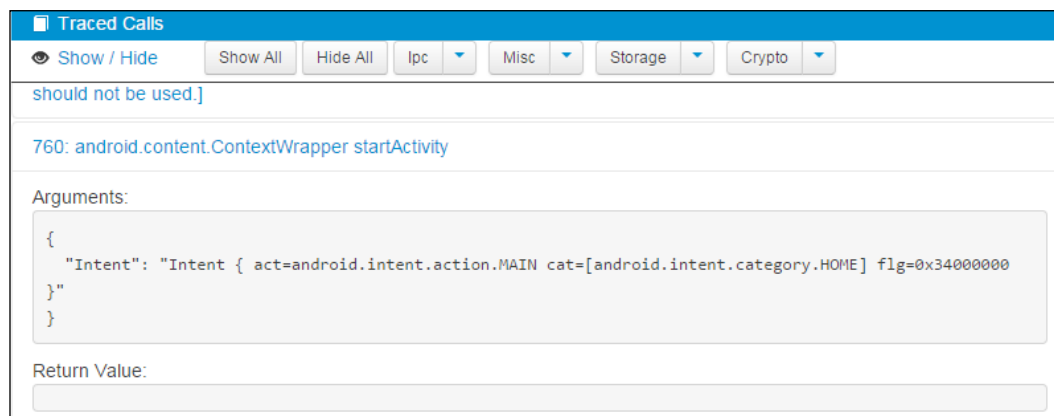 Traced Calls
Show / Hide Show All Hide All Ipc Misc Storage Crypto
should not be used.]
760: android.content.ContextWrapper startActivity
Arguments:
{
"Intent": "Intent { act=android.intent.action.MAIN cat=[android.intent.category.HOME] flg=0x34000000
}"
}
Return Value: